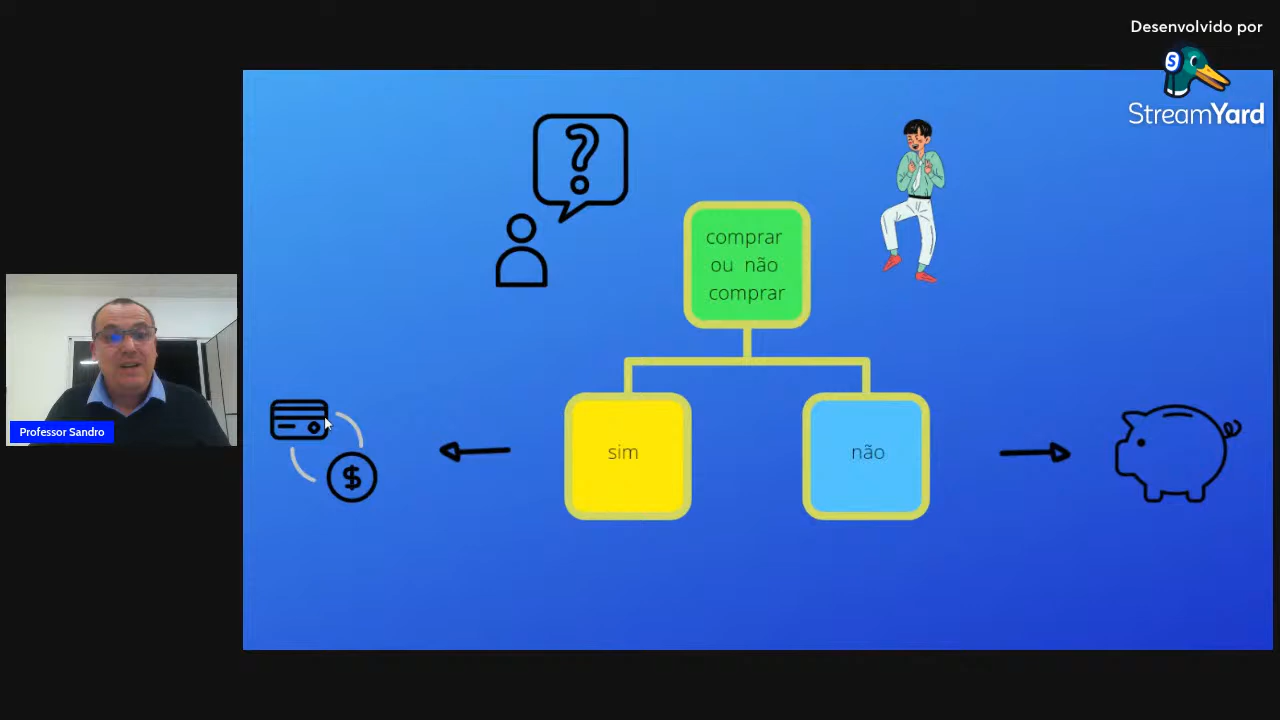 Desenvolvido por
StreamYard
?
comprar
ou não
comprar
sim
não
$
Professor Sandro